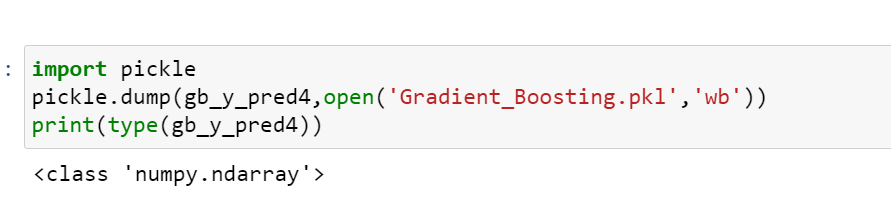 :
import pickle
pickle.dump(gb_y_pred4,open('Gradient_Boosting.pkl','wb'))
print(type(gb_y_pred4))
<class 'numpy.ndarray'>